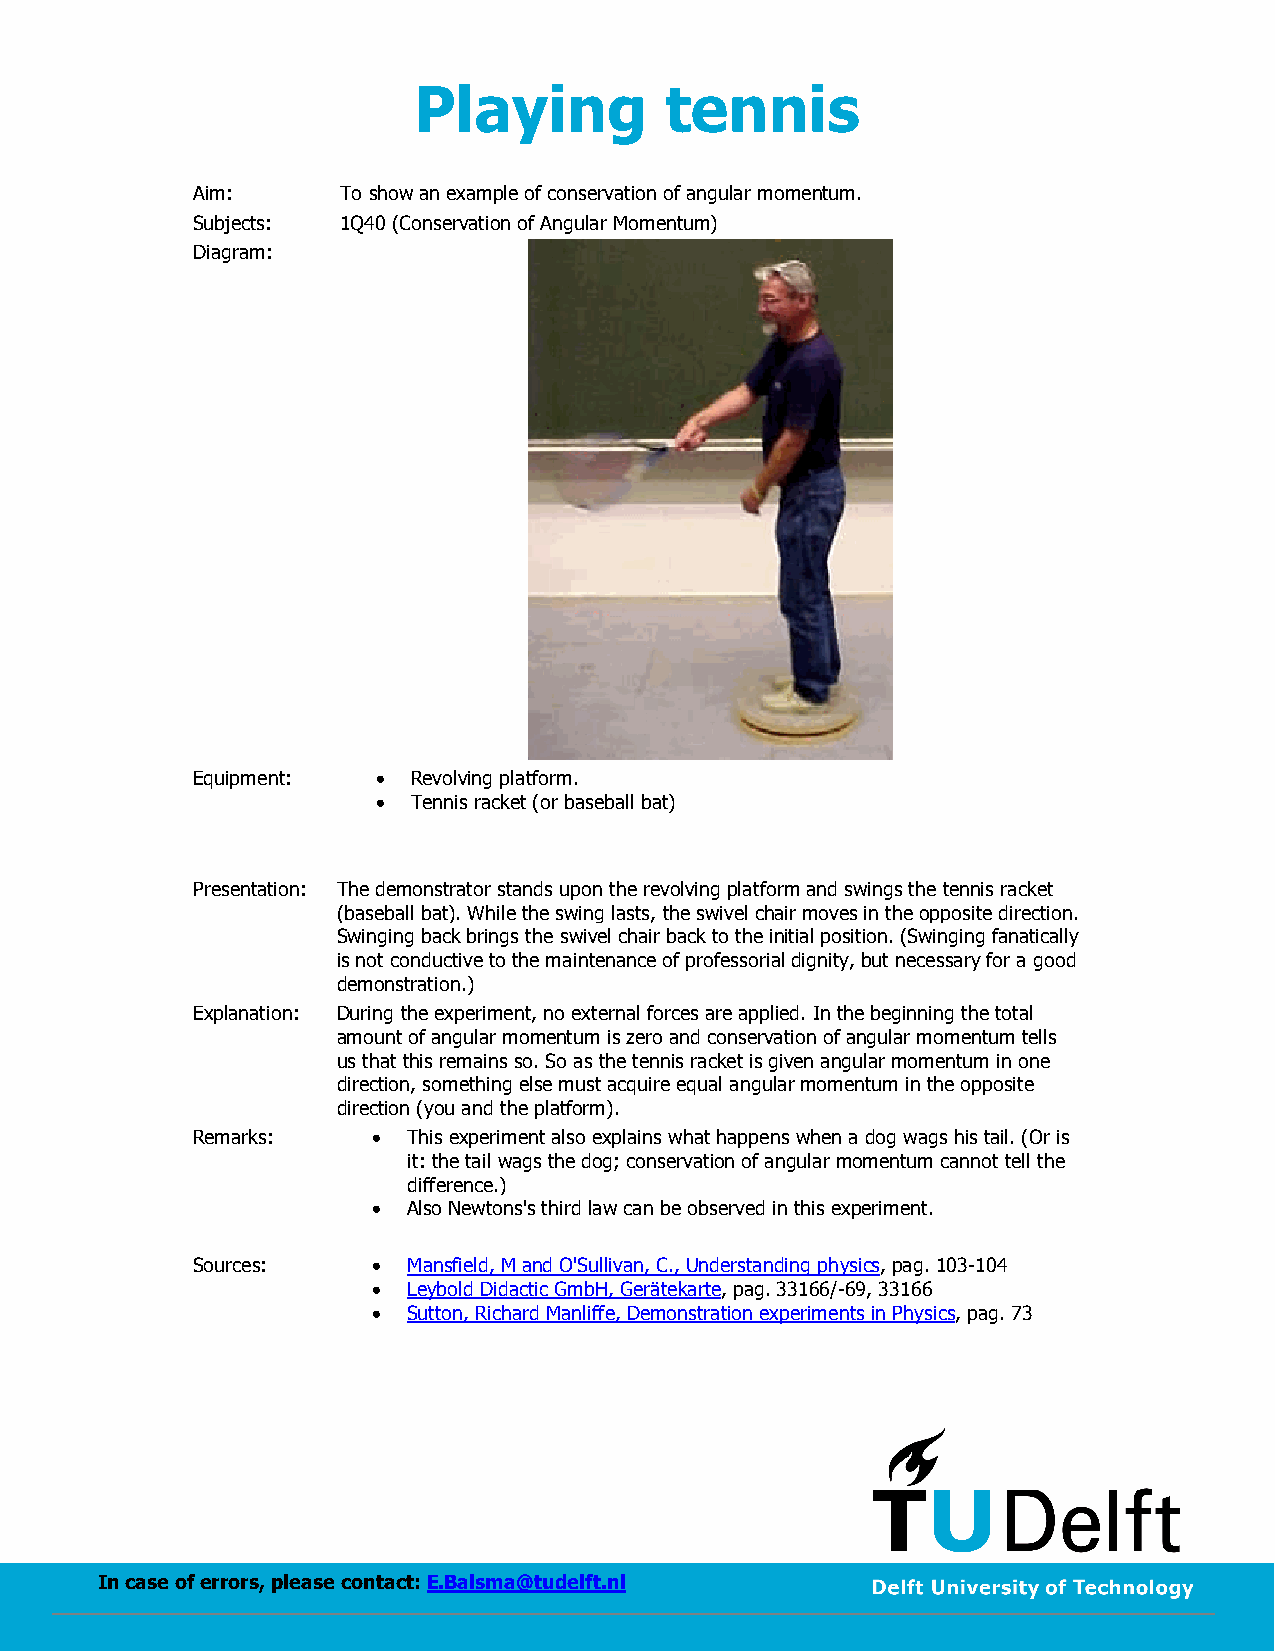 Playing tennis
Aim: To show an example of conservation of angular momentum.
Subjects: 1Q40 (Conservation of Angular Momentum)
Diagram:
Equipment: • Revolving platform.
• Tennis racket (or baseball bat)
Presentation: The demonstrator stands upon the revolving platform and swings the tennis racket
(baseball bat). While the swing lasts, the swivel chair moves in the opposite direction.
Swinging back brings the swivel chair back to the initial position. (Swinging fanatically
is not conductive to the maintenance of professorial dignity, but necessary for a good
demonstration.)
Explanation: During the experiment, no external forces are applied. In the beginning the total
amount of angular momentum is zero and conservation of angular momentum tells
us that this remains so. So as the tennis racket is given angular momentum in one
direction, something else must acquire equal angular momentum in the opposite
direction (you and the platform).
Remarks: • This experiment also explains what happens when a dog wags his tail. (Or is
it: the tail wags the dog; conservation of angular momentum cannot tell the
difference.)
• Also Newtons's third law can be observed in this experiment.
Sources: • Mansfield, M and O'Sullivan, C., Understanding physics, pag. 103-104
• Leybold Didactic GmbH, Gerätekarte, pag. 33166/-69, 33166
• Sutton, Richard Manliffe, Demonstration experiments in Physics, pag. 73
TUDelft
In case of errors, please contact: E.Balsma@tudelft.nl
Delft University of Technology